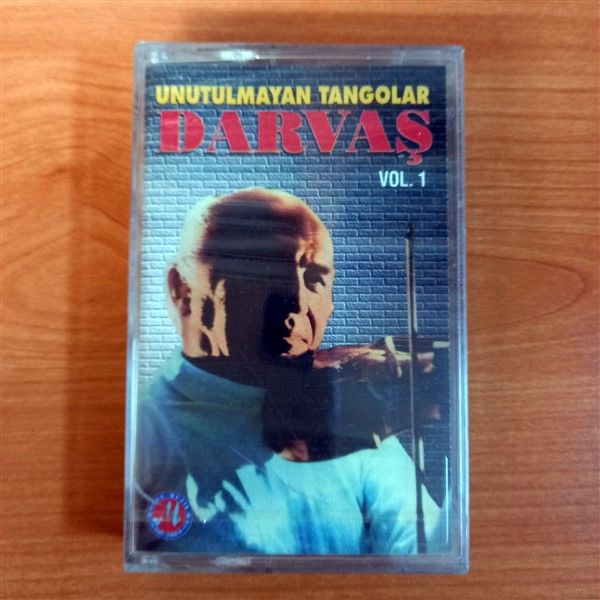 UNUTULMAYAN TANGOLAR
DARVAŞ
VOL. 1